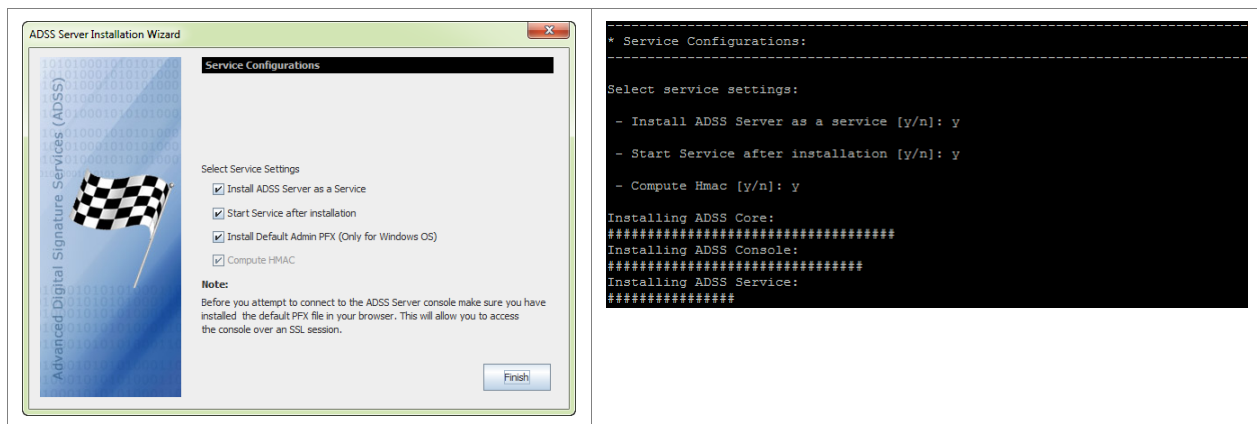 ADSS Server Installation Wizard
Advanced Digital Signature Services (ADSS)
Service Configurations
Select Service Settings
Install ADSS Server as a Service
Start Service after installation
Install Default Admin PFX (Only for Windows OS)
Compute HMAC
Note:
Before you attempt to connect to the ADSS Server console make sure you have
installed the default PFX file in your browser. This will allow you to access
the console over an SSL session.
Finish
--------------------------------------------------------------------------------
* Service Configurations:
--------------------------------------------------------------------------------
Select service settings:
- Install ADSS Server as a service [y/n]: y
- Start Service after installation [y/n]: y
- Compute Hmac [y/n]: y
Installing ADSS Core:
####################################
Installing ADSS Console:
################################
Installing ADSS Service:
################